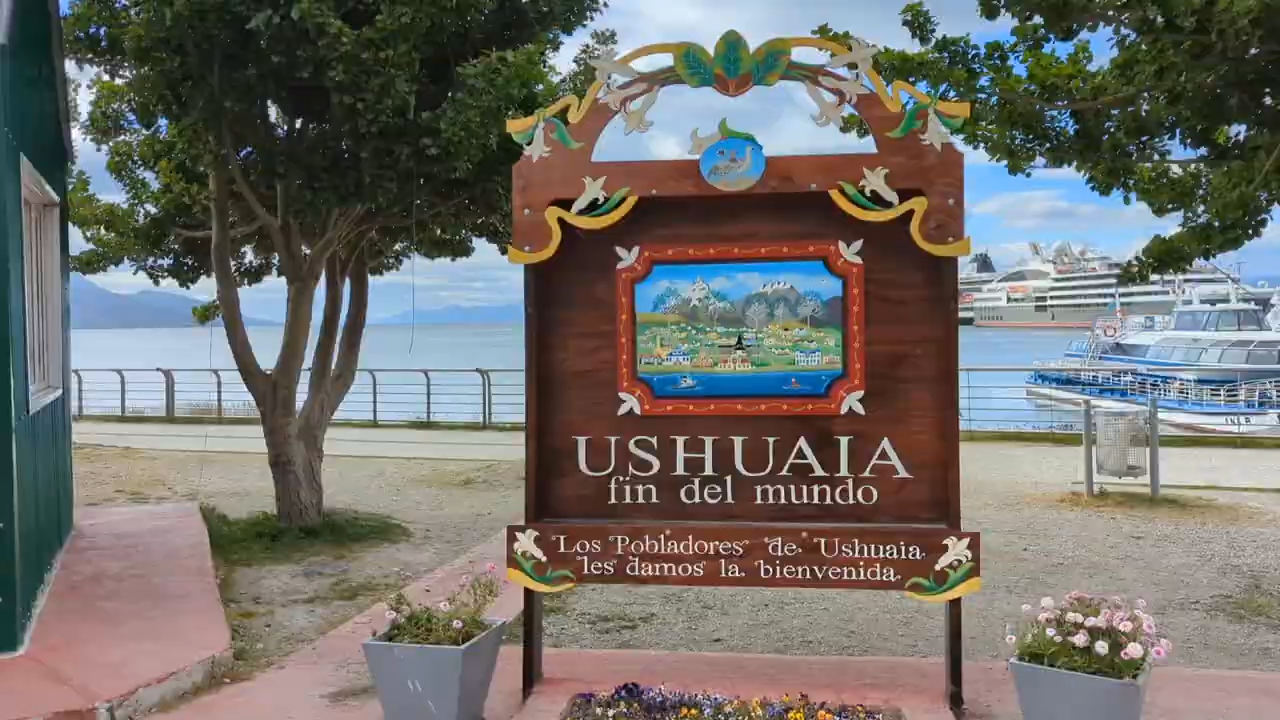 USHUAIA
fin del mundo
Los Pobladores de Ushuaia
les damos la bienvenida